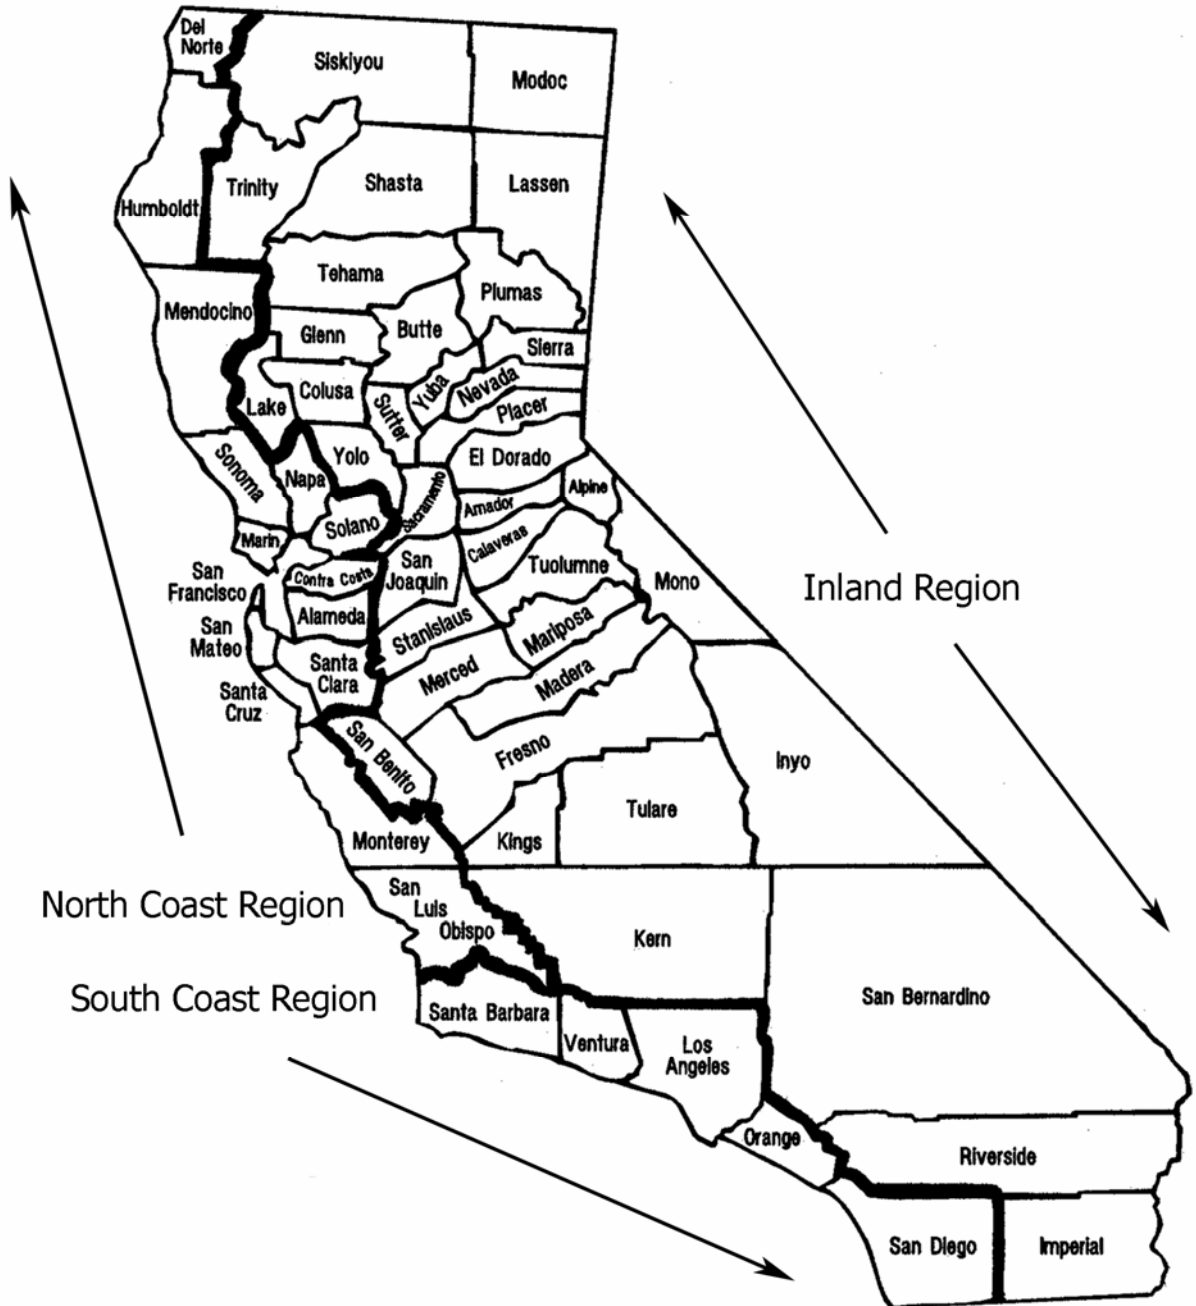 Del
Norte
Siskiyou
Modoc
Humboldt
Trinity
Shasta
Lassen
Tehama
Plumas
Mendocino
Glenn
Butte
Sierra
Colusa
Lake
Sutter
Yuba
Nevada
Placer
Sonoma
Napa
Yolo
El Dorado
Sacramento
Amador
Alpine
Marin
Solano
Calaveras
Tuolumne
Mono
San
Francisco
Contra Costa
San
Joaquin
Inland Region
San
Mateo
Alameda
Stanislaus
Mariposa
Santa
Clara
Merced
Madera
Santa
Cruz
San Benito
Fresno
Inyo
Monterey
Kings
Tulare
North Coast Region
San
Luis
Obispo
Kern
South Coast Region
San Bernardino
Santa Barbara
Ventura
Los
Angeles
Orange
Riverside
San Diego
Imperial